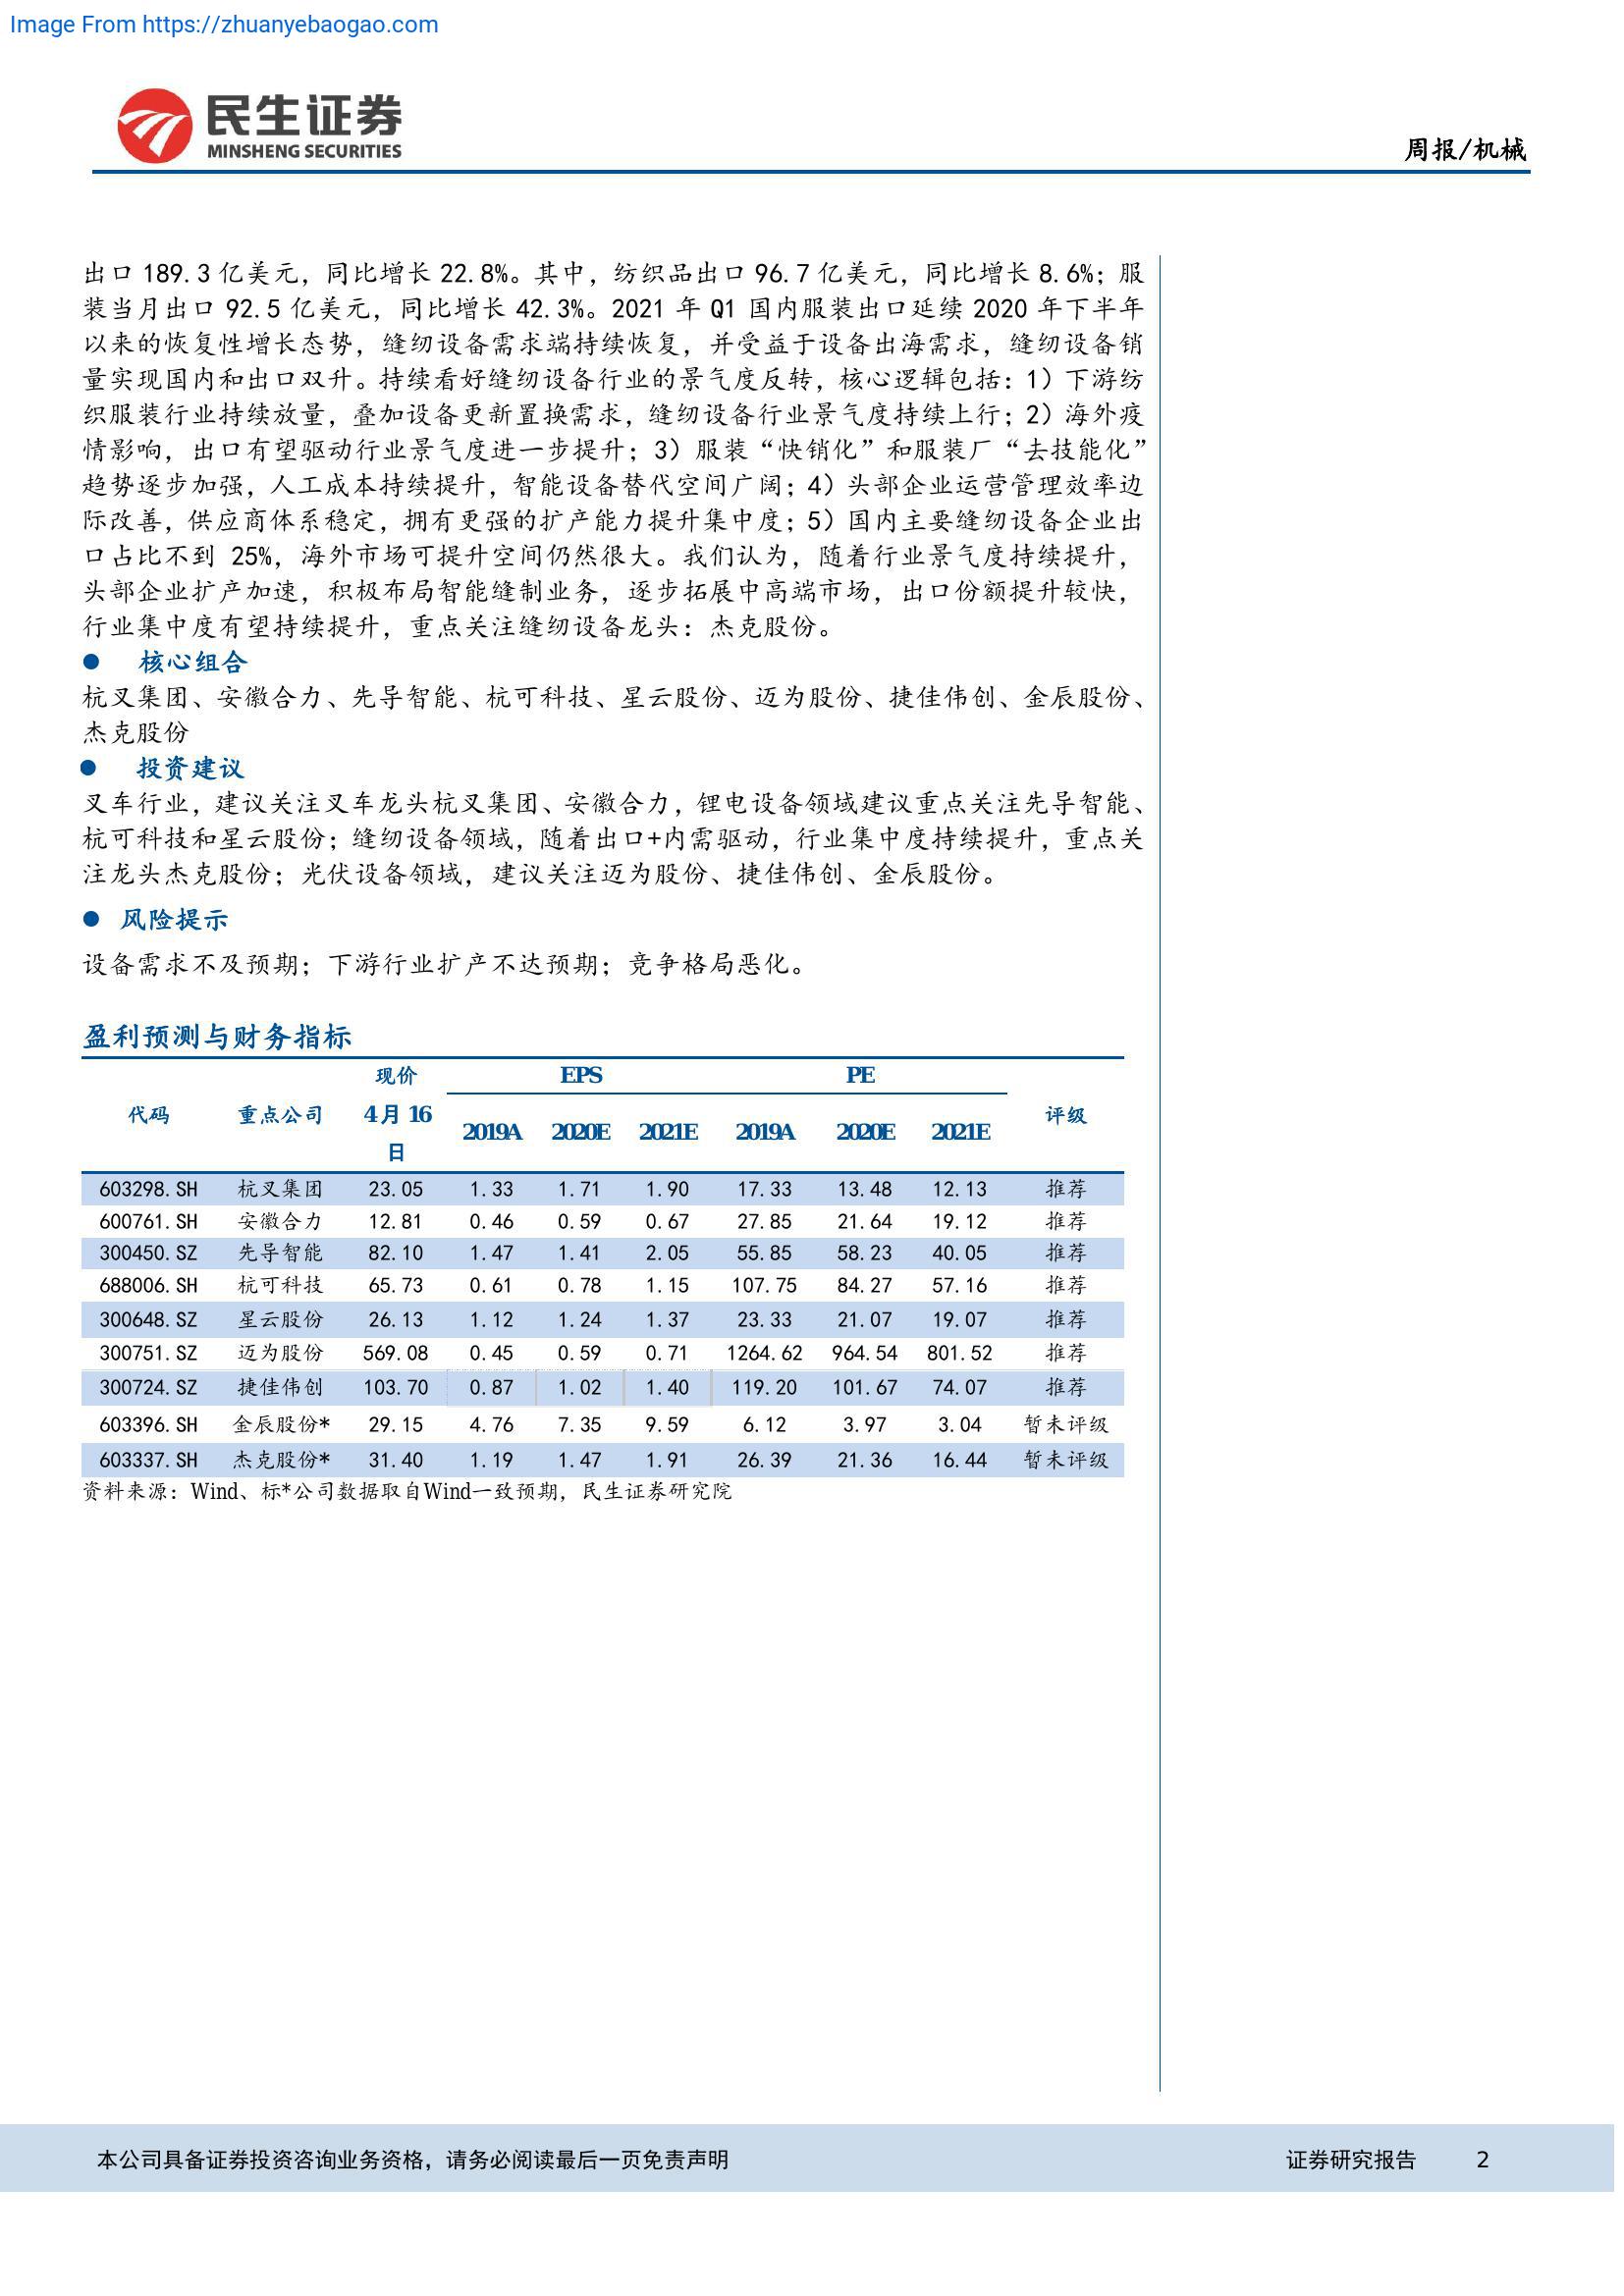 Image From https://zhuanyebaogao.com
民生证券
MINSHENG SECURITIES
周报/机械
出口 189.3 亿美元，同比增长 22.8%。其中，纺织品出口 96.7 亿美元，同比增长 8.6%；服
装当月出口 92.5 亿美元，同比增长 42.3%。2021 年 Q1 国内服装出口延续 2020 年下半年
以来的恢复性增长态势，缝纫设备需求端持续恢复，并受益于设备出海需求，缝纫设备销
量实现国内和出口双升。持续看好缝纫设备行业的景气度反转，核心逻辑包括：1）下游纺
织服装行业持续放量，叠加设备更新置换需求，缝纫设备行业景气度持续上行；2）海外疫
情影响，出口有望驱动行业景气度进一步提升；3）服装“快销化”和服装厂“去技能化”
趋势逐步加强，人工成本持续提升，智能设备替代空间广阔；4）头部企业运营管理效率边
际改善，供应商体系稳定，拥有更强的扩产能力提升集中度；5）国内主要缝纫设备企业出
口占比不到 25%，海外市场可提升空间仍然很大。我们认为，随着行业景气度持续提升，
头部企业扩产加速，积极布局智能缝制业务，逐步拓展中高端市场，出口份额提升较快，
行业集中度有望持续提升，重点关注缝纫设备龙头：杰克股份。
● 核心组合
杭叉集团、安徽合力、先导智能、杭可科技、星云股份、迈为股份、捷佳伟创、金辰股份、
杰克股份
● 投资建议
叉车行业，建议关注叉车龙头杭叉集团、安徽合力，锂电设备领域建议重点关注先导智能、
杭可科技和星云股份；缝纫设备领域，随着出口+内需驱动，行业集中度持续提升，重点关
注龙头杰克股份；光伏设备领域，建议关注迈为股份、捷佳伟创、金辰股份。
● 风险提示
设备需求不及预期；下游行业扩产不达预期；竞争格局恶化。
盈利预测与财务指标
现价 EPS PE
代码 重点公司 4月16 评级
2019A 2020E 2021E 2019A 2020E 2021E
日
603298.SH 杭叉集团 23.05 1.33 1.71 1.90 17.33 13.48 12.13 推荐
600761.SH 安徽合力 12.81 0.46 0.59 0.67 27.85 21.64 19.12 推荐
300450.SZ 先导智能 82.10 1.47 1.41 2.05 55.85 58.23 40.05 推荐
688006.SH 杭可科技 65.73 0.61 0.78 1.15 107.75 84.27 57.16 推荐
300648.SZ 星云股份 26.13 1.12 1.24 1.37 23.33 21.07 19.07 推荐
300751.SZ 迈为股份 569.08 0.45 0.59 0.71 1264.62 964.54 801.52 推荐
300724.SZ 捷佳伟创 103.70 0.87 1.02 1.40 119.20 101.67 74.07 推荐
603396.SH 金辰股份* 29.15 4.76 7.35 9.59 6.12 3.97 3.04 暂未评级
603337.SH 杰克股份* 31.40 1.19 1.47 1.91 26.39 21.36 16.44 暂未评级
资料来源：Wind、标*公司数据取自Wind一致预期，民生证券研究院
本公司具备证券投资咨询业务资格，请务必阅读最后一页免责声明 证券研究报告 2